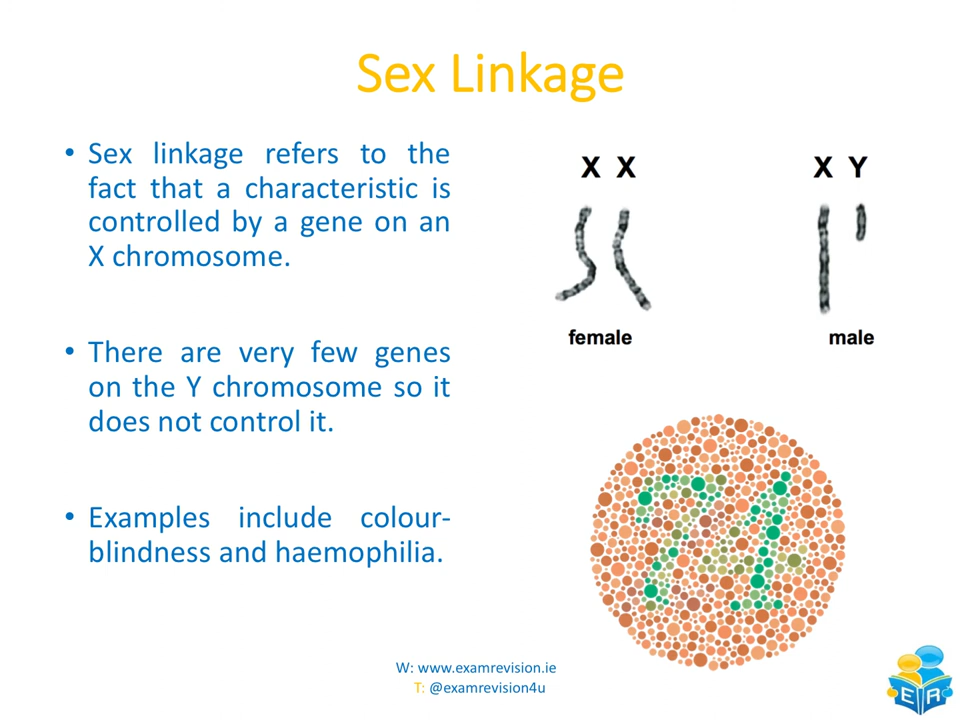 Sex Linkage
• Sex linkage refers to the
fact that a characteristic is
controlled by a gene on an
X chromosome.
• There are very few genes
on the Y chromosome so it
does not control it.
• Examples include colour-
blindness and haemophilia.
X X
X Y
female
male
74
W: www.examrevision.ie
T: @examrevision4u
E R